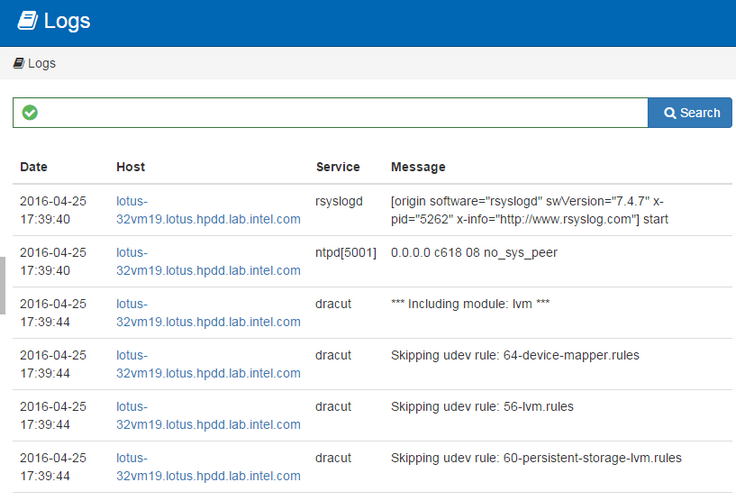 Logs
Logs
Search
Date Host Service Message
2016-04-25 lotus- rsyslogd [origin software="rsyslogd" swVersion="7.4.7" x-
17:39:40 32vm19.lotus.hpdd.lab.intel.com pid="5262" x-info="http://www.rsyslog.com"] start
2016-04-25 lotus- ntpd[5001] 0.0.0.0 c618 08 no_sys_peer
17:39:40 32vm19.lotus.hpdd.lab.intel.com
2016-04-25 lotus- dracut *** Including module: lvm ***
17:39:44 32vm19.lotus.hpdd.lab.intel.com
2016-04-25 lotus- dracut Skipping udev rule: 64-device-mapper.rules
17:39:44 32vm19.lotus.hpdd.lab.intel.com
2016-04-25 lotus- dracut Skipping udev rule: 56-lvm.rules
17:39:44 32vm19.lotus.hpdd.lab.intel.com
2016-04-25 lotus- dracut Skipping udev rule: 60-persistent-storage-lvm.rules
17:39:44 32vm19.lotus.hpdd.lab.intel.com